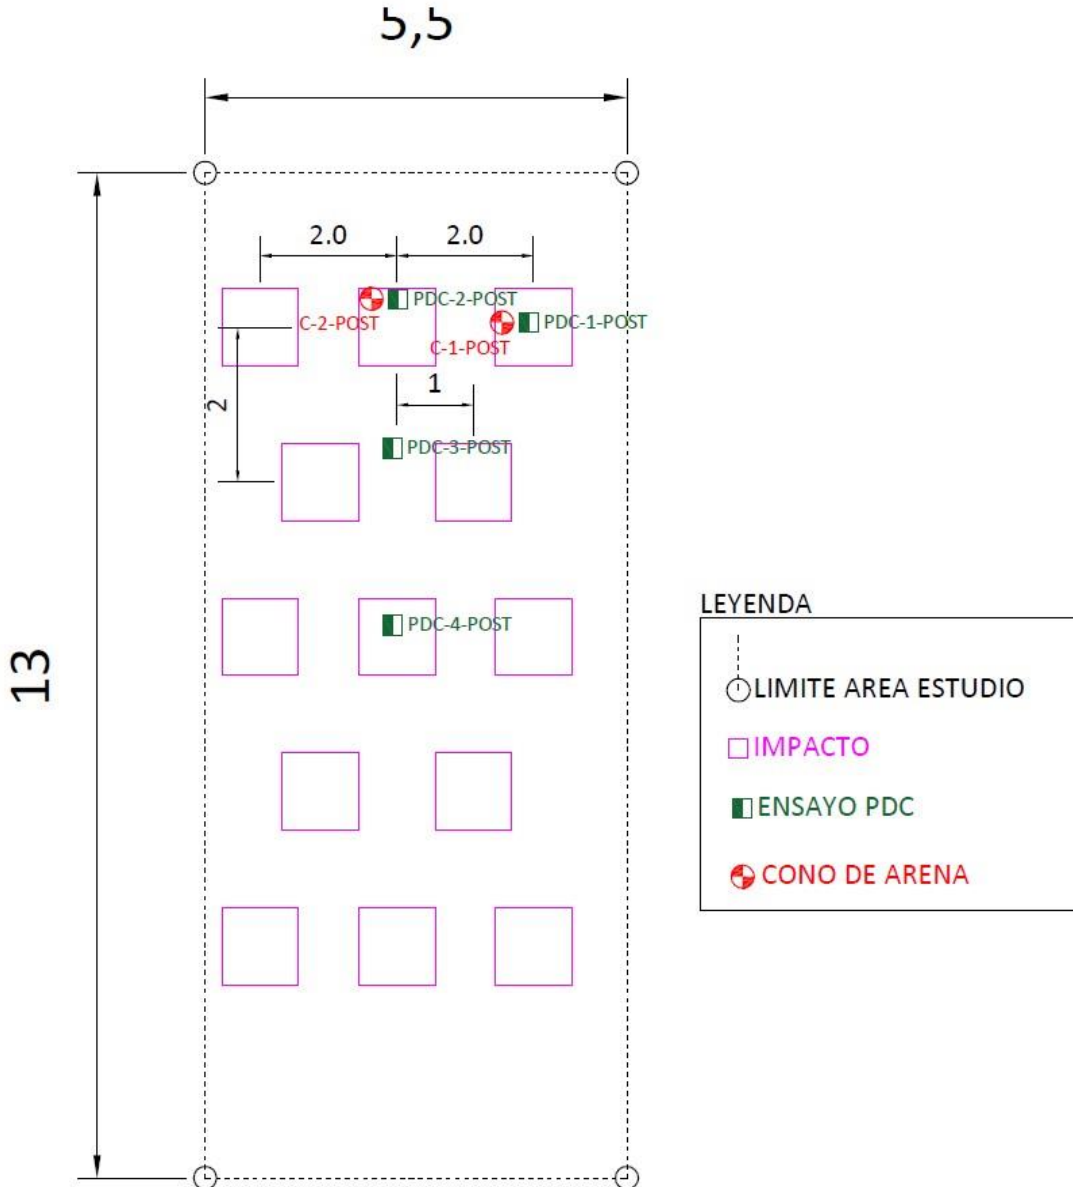 5,5
2.0
2.0
PDC-2-POST
C-2-POST
PDC-1-POST
C-1-POST
1
2
PDC-3-POST
PDC-4-POST
13
LEYENDA
LIMITE AREA ESTUDIO
IMPACTO
ENSAYO PDC
CONO DE ARENA